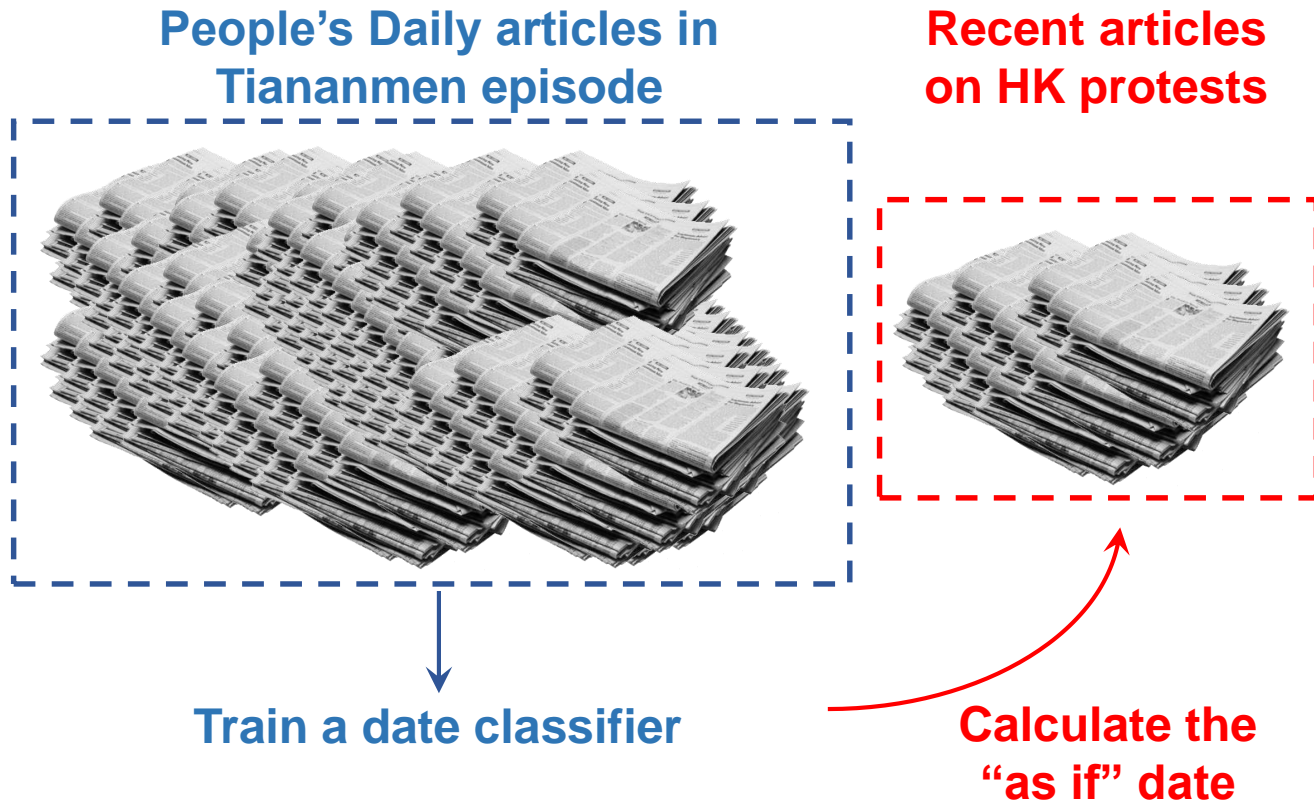 People’s Daily articles in
Tiananmen episode
Recent articles
on HK protests
Train a date classifier
Calculate the
“as if” date